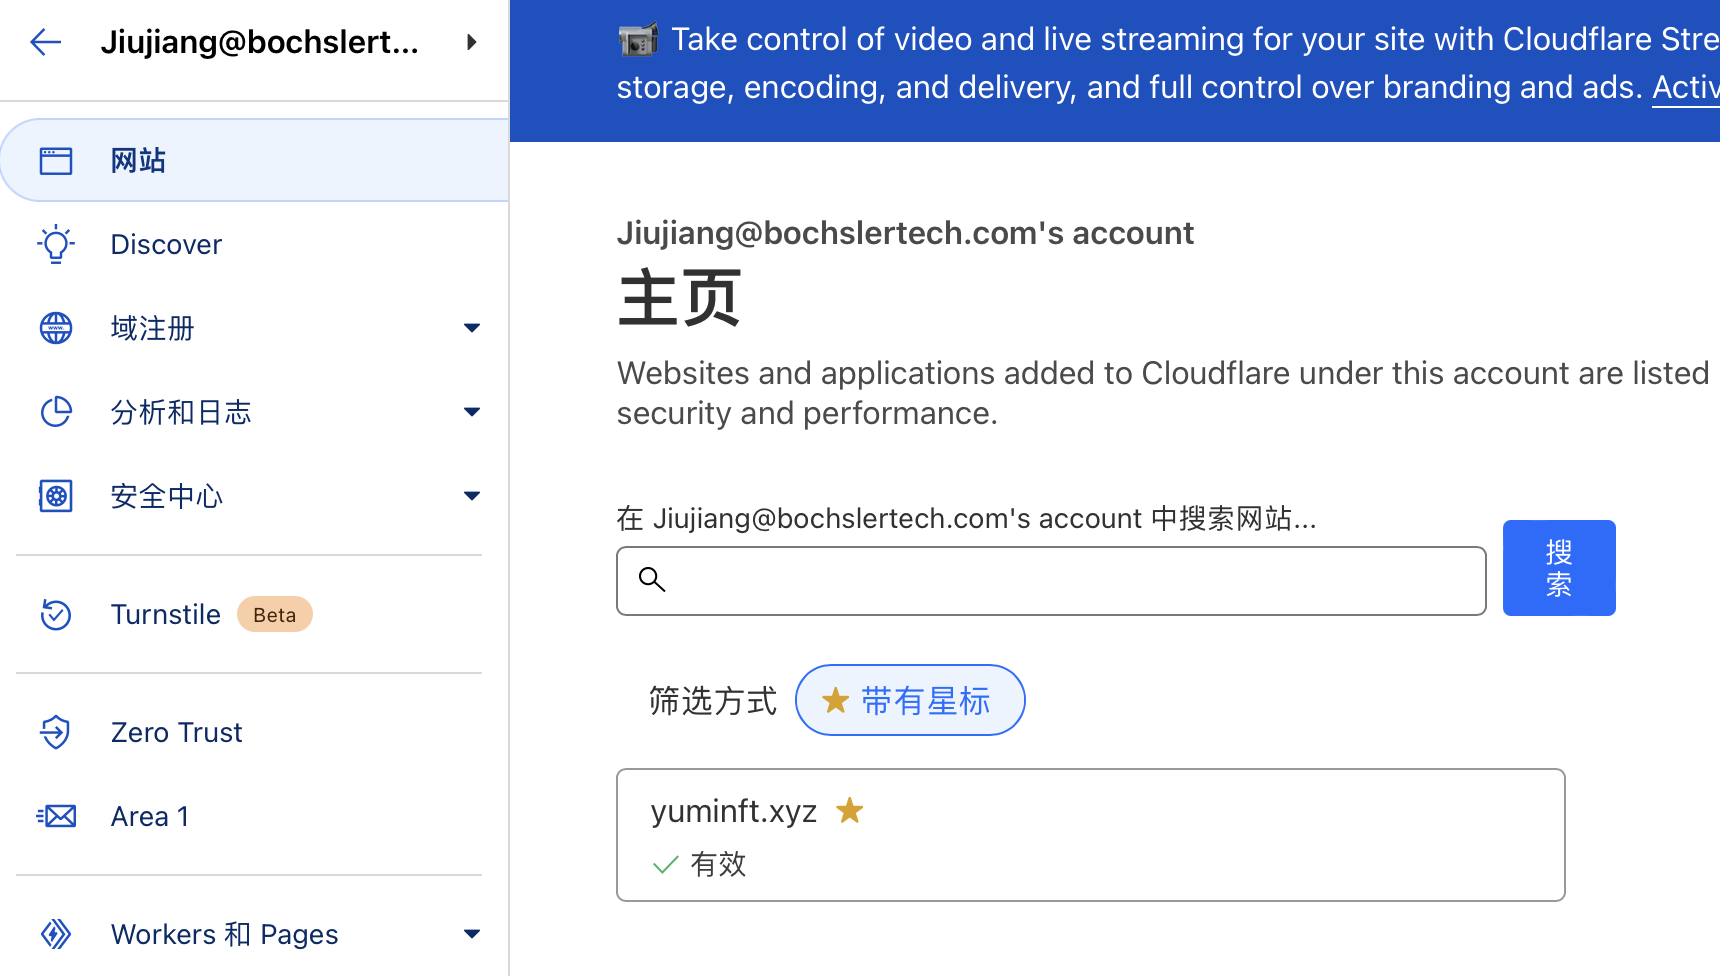 Jiujiang@bochslert...
网站
Discover
域注册
分析和日志
安全中心
Turnstile Beta
Zero Trust
Area 1
Workers 和 Pages
Take control of video and live streaming for your site with Cloudflare Stre
storage, encoding, and delivery, and full control over branding and ads. Activ
Jiujiang@bochslertech.com's account
主页
Websites and applications added to Cloudflare under this account are listed
security and performance.
在 Jiujiang@bochslertech.com's account 中搜索网站...
搜
索
筛选方式 带有星标
yuminft.xyz
有效